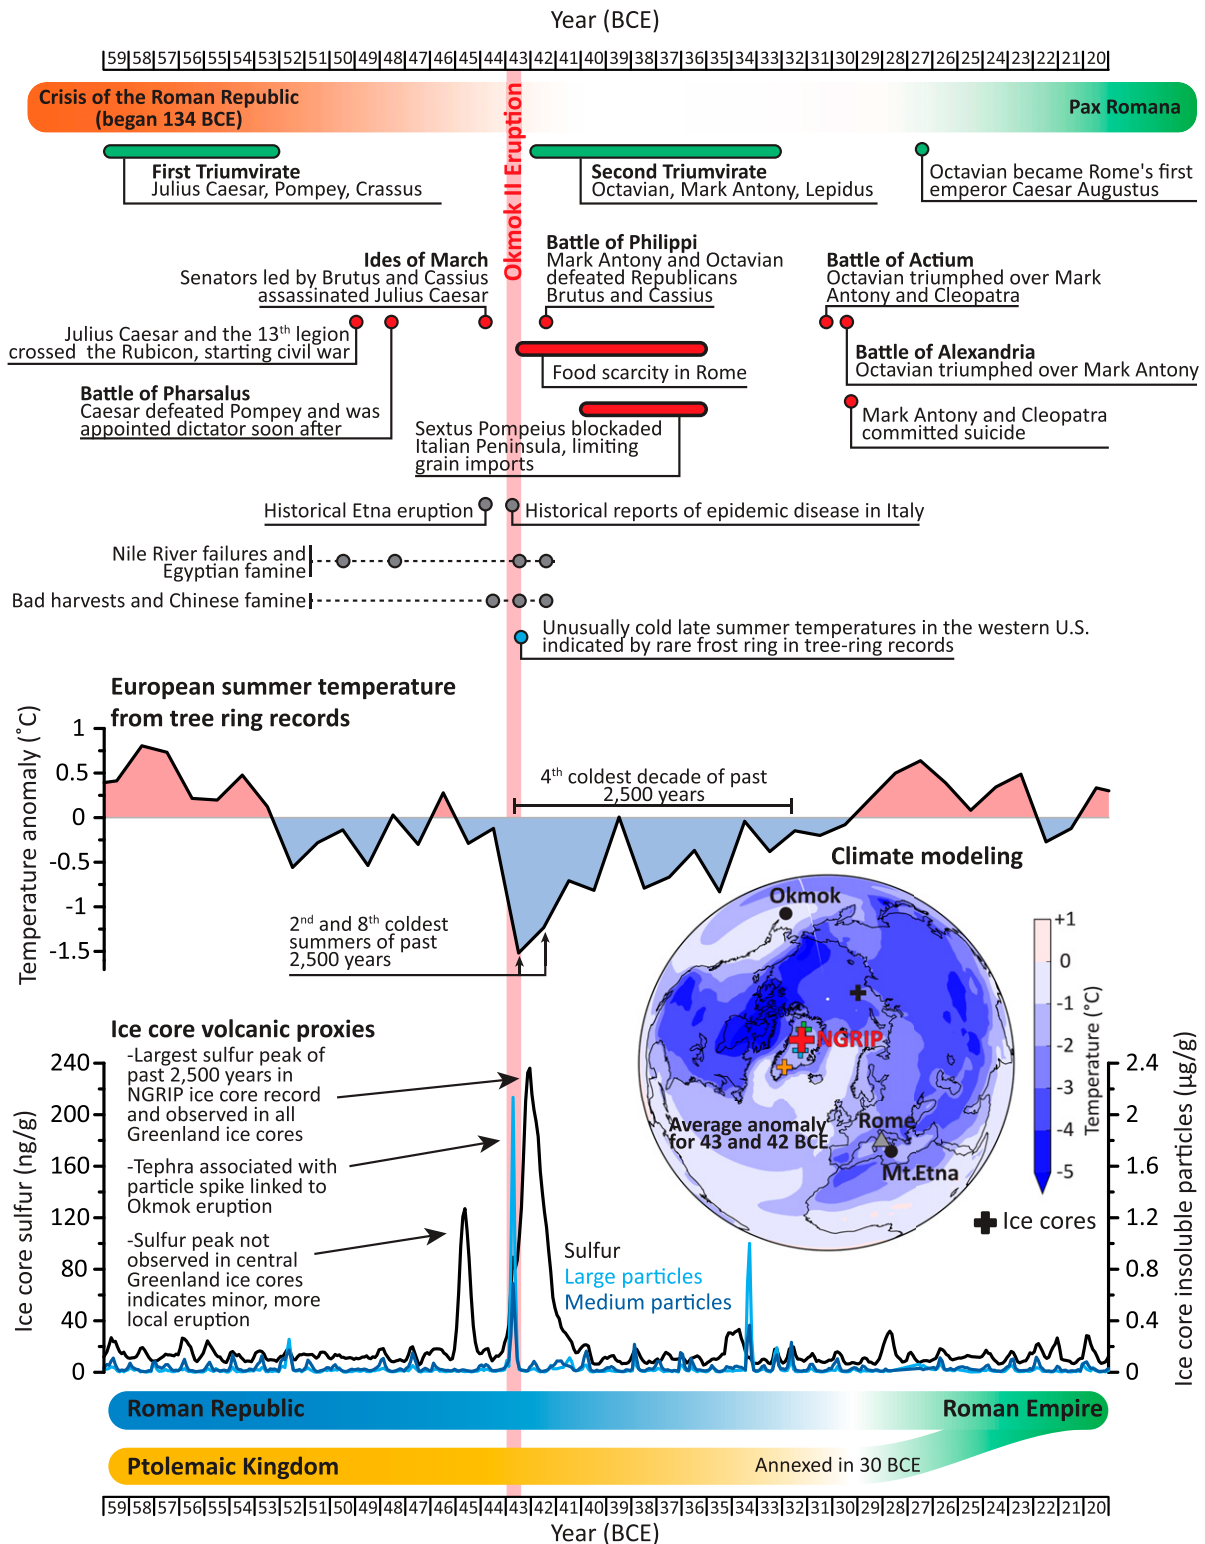 Year (BCE)
59 58 57 56 55 54 53 52 51 50 49 48 47 46 45 44 43 42 41 40 39 38 37 36 35 34 33 32 31 30 29 28 27 26 25 24 23 22 21 20
Crisis of the Roman Republic
(began 134 BCE)
Pax Romana
Okmok II Eruption
First Triumvirate
Julius Caesar, Pompey, Crassus
Second Triumvirate
Octavian, Mark Antony, Lepidus
Octavian became Rome's first
emperor Caesar Augustus
Ides of March
Senators led by Brutus and Cassius
assassinated Julius Caesar
Battle of Philippi
Mark Antony and Octavian
defeated Republicans
Brutus and Cassius
Battle of Actium
Octavian triumphed over Mark
Antony and Cleopatra
Julius Caesar and the 13th legion
crossed the Rubicon, starting civil war
Battle of Alexandria
Octavian triumphed over Mark Antony
Food scarcity in Rome
Battle of Pharsalus
Caesar defeated Pompey and was
appointed dictator soon after
Mark Antony and Cleopatra
committed suicide
Sextus Pompeius blockaded
Italian Peninsula, limiting
grain imports
Historical Etna eruption
Historical reports of epidemic disease in Italy
Nile River failures and
Egyptian famine
Bad harvests and Chinese famine
Unusually cold late summer temperatures in the western U.S.
indicated by rare frost ring in tree-ring records
European summer temperature
from tree ring records
Temperature anomaly (˚C)
1
0.5
0
-0.5
-1
-1.5
4th coldest decade of past
2,500 years
2nd and 8th coldest
summers of past
2,500 years
Climate modeling
Okmok
NGRIP
Average anomaly
for 43 and 42 BCE
Rome
Mt.Etna
+1
0
-1
-2
-3
-4
-5
Temperature (°C)
Ice cores
Ice core volcanic proxies
Ice core sulfur (ng/g)
240
200
160
120
80
40
0
-Largest sulfur peak of
past 2,500 years in
NGRIP ice core record
and observed in all
Greenland ice cores
-Tephra associated with
particle spike linked to
Okmok eruption
-Sulfur peak not
observed in central
Greenland ice cores
indicates minor, more
local eruption
Sulfur
Large particles
Medium particles
2.4
2
1.6
1.2
0.8
0.4
0
Ice core insoluble particles (µg/g)
Roman Republic
Roman Empire
Ptolemaic Kingdom
Annexed in 30 BCE
59 58 57 56 55 54 53 52 51 50 49 48 47 46 45 44 43 42 41 40 39 38 37 36 35 34 33 32 31 30 29 28 27 26 25 24 23 22 21 20
Year (BCE)